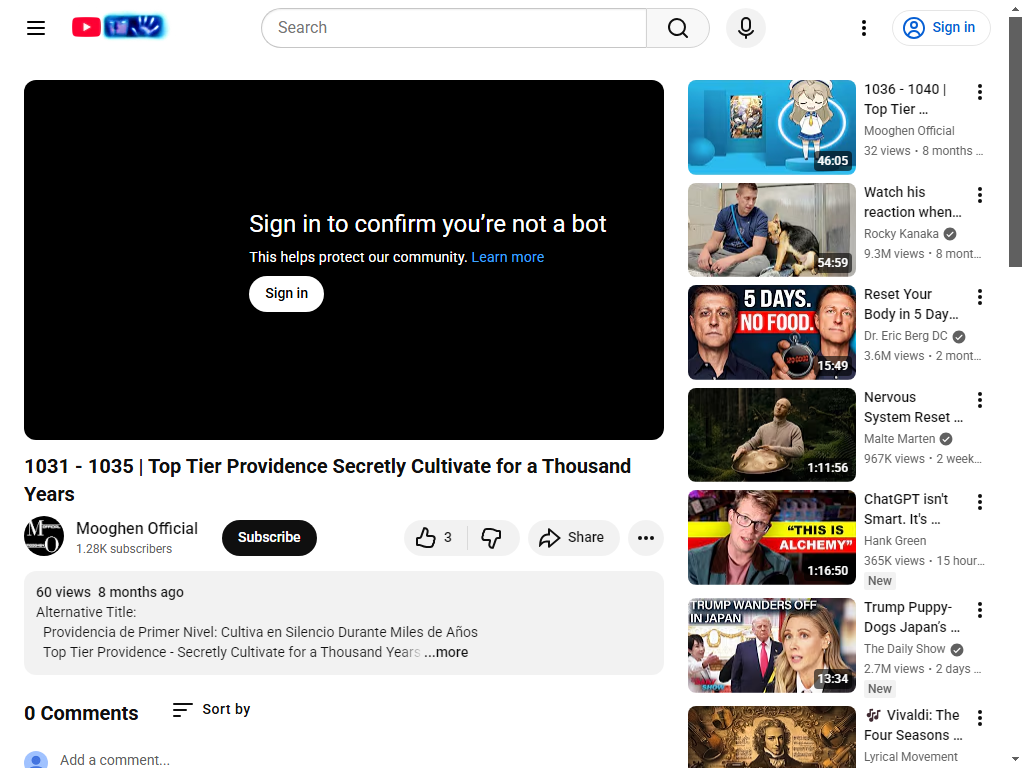 Search
Sign in
Sign in to confirm you’re not a bot
This helps protect our community. Learn more
Sign in
1031 - 1035 | Top Tier Providence Secretly Cultivate for a Thousand
Years
Mooghen Official
1.28K subscribers
Subscribe
3
Share
60 views 8 months ago
Alternative Title:
Providencia de Primer Nivel: Cultiva en Silencio Durante Miles de Años
Top Tier Providence - Secretly Cultivate for a Thousand Years ...more
0 Comments
Sort by
Add a comment...
46:05
1036 - 1040 |
Top Tier ...
Mooghen Official
32 views • 8 months ...
54:59
Watch his
reaction when...
Rocky Kanaka
9.3M views • 8 mont...
5 DAYS.
NO FOOD.
15:49
Reset Your
Body in 5 Day...
Dr. Eric Berg DC
3.6M views • 2 mont...
1:11:56
Nervous
System Reset ...
Malte Marten
967K views • 2 week...
“THIS IS
ALCHEMY”
1:16:50
ChatGPT isn't
Smart. It's ...
Hank Green
365K views • 15 hour...
New
TRUMP WANDERS OFF
IN JAPAN
13:34
Trump Puppy-
Dogs Japan’s ...
The Daily Show
2.7M views • 2 days ...
New
🎻 Vivaldi: The
Four Seasons ...
Lyrical Movement